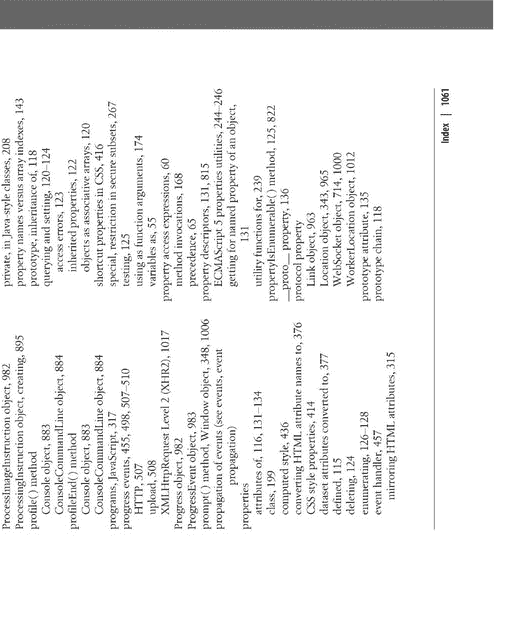 ProcessImageInstruction object, 982
ProcessingInstruction object, creating, 895
profile( ) method
Console object, 883
ConsoleCommandLine object, 884
profileEnd( ) method
Console object, 883
ConsoleCommandLine object, 884
programs, JavaScript, 317
progress events, 455, 498, 507–510
HTTP, 507
upload, 508
XMLHttpRequest Level 2 (XHR2), 1017
Progress object, 982
ProgressEvent object, 983
prompt( ) method, Window object, 348, 1006
propagation of events (see events, event
propagation)
properties
attributes of, 116, 131–134
class, 199
computed style, 436
converting HTML attribute names to, 376
CSS style properties, 414
dataset attributes converted to, 377
defined, 115
deleting, 124
enumerating, 126–128
event handler, 457
mirroring HTML attributes, 315
private, in Java-style classes, 208
property names versus array indexes, 143
prototype, inheritance of, 118
querying and setting, 120–124
access errors, 123
inherited properties, 122
objects as associative arrays, 120
shortcut properties in CSS, 416
special, restriction in secure subsets, 267
testing, 125
using as function arguments, 174
variables as, 55
property access expressions, 60
method invocations, 168
precedence, 65
property descriptors, 131, 815
ECMAScript 5 properties utilities, 244–246
getting for named property of an object,
131
utility functions for, 239
propertyIsEnumerable( ) method, 125, 822
__proto__ property, 136
protocol property
Link object, 963
Location object, 343, 965
WebSocket object, 714, 1000
WorkerLocation object, 1012
prototype attribute, 135
prototype chain, 118
Index | 1061